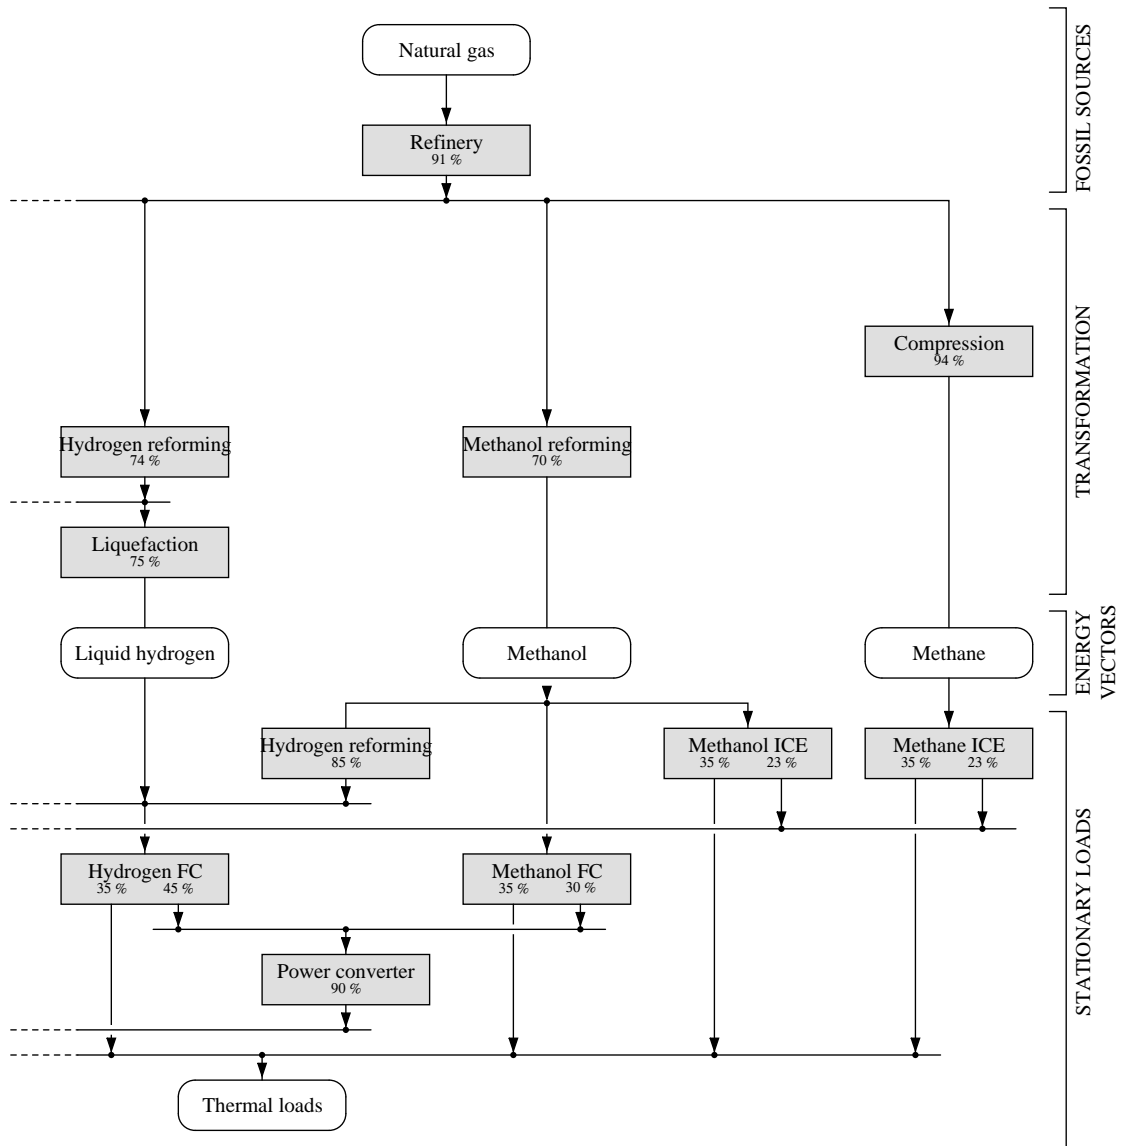 Natural gas
Refinery
91 %
FOSSIL SOURCES
Compression
94 %
Hydrogen reforming
74 %
Methanol reforming
70 %
Liquefaction
75 %
TRANSFORMATION
Liquid hydrogen
Methanol
Methane
ENERGY
VECTORS
Hydrogen reforming
85 %
Methanol ICE
35 % 23 %
Methane ICE
35 % 23 %
Hydrogen FC
35 % 45 %
Methanol FC
35 % 30 %
Power converter
90 %
STATIONARY LOADS
Thermal loads